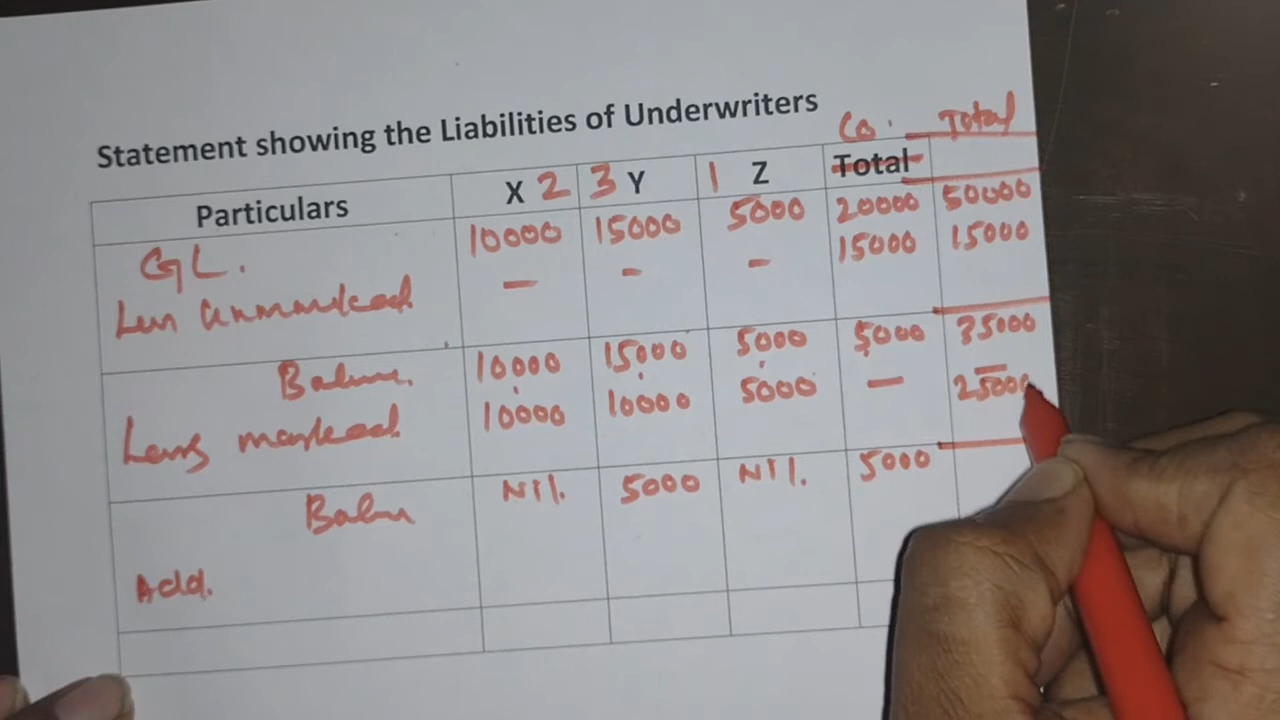 Statement showing the Liabilities of Underwriters
Co. Total
Particulars X 2 3 Y 1 Z Total
GL. 10000 15000 5000 20000 50000
Less Unmarked - - - 15000 15000
Balance. 10000 15000 5000 5000 35000
Less marked 10000 10000 5000 - 25000
Balan Nil. 5000 Nil. 5000
Add.